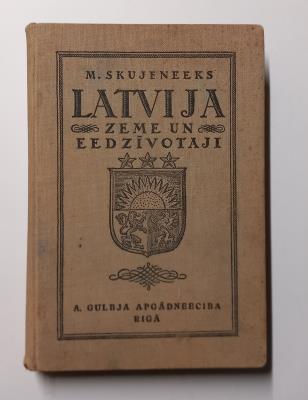 M. SKUJENEEKS
LATVIJA
ZEME UN
EEDZĪVOTAJI
A. GULBJA APGĀDNEECIBA
RIGĀ